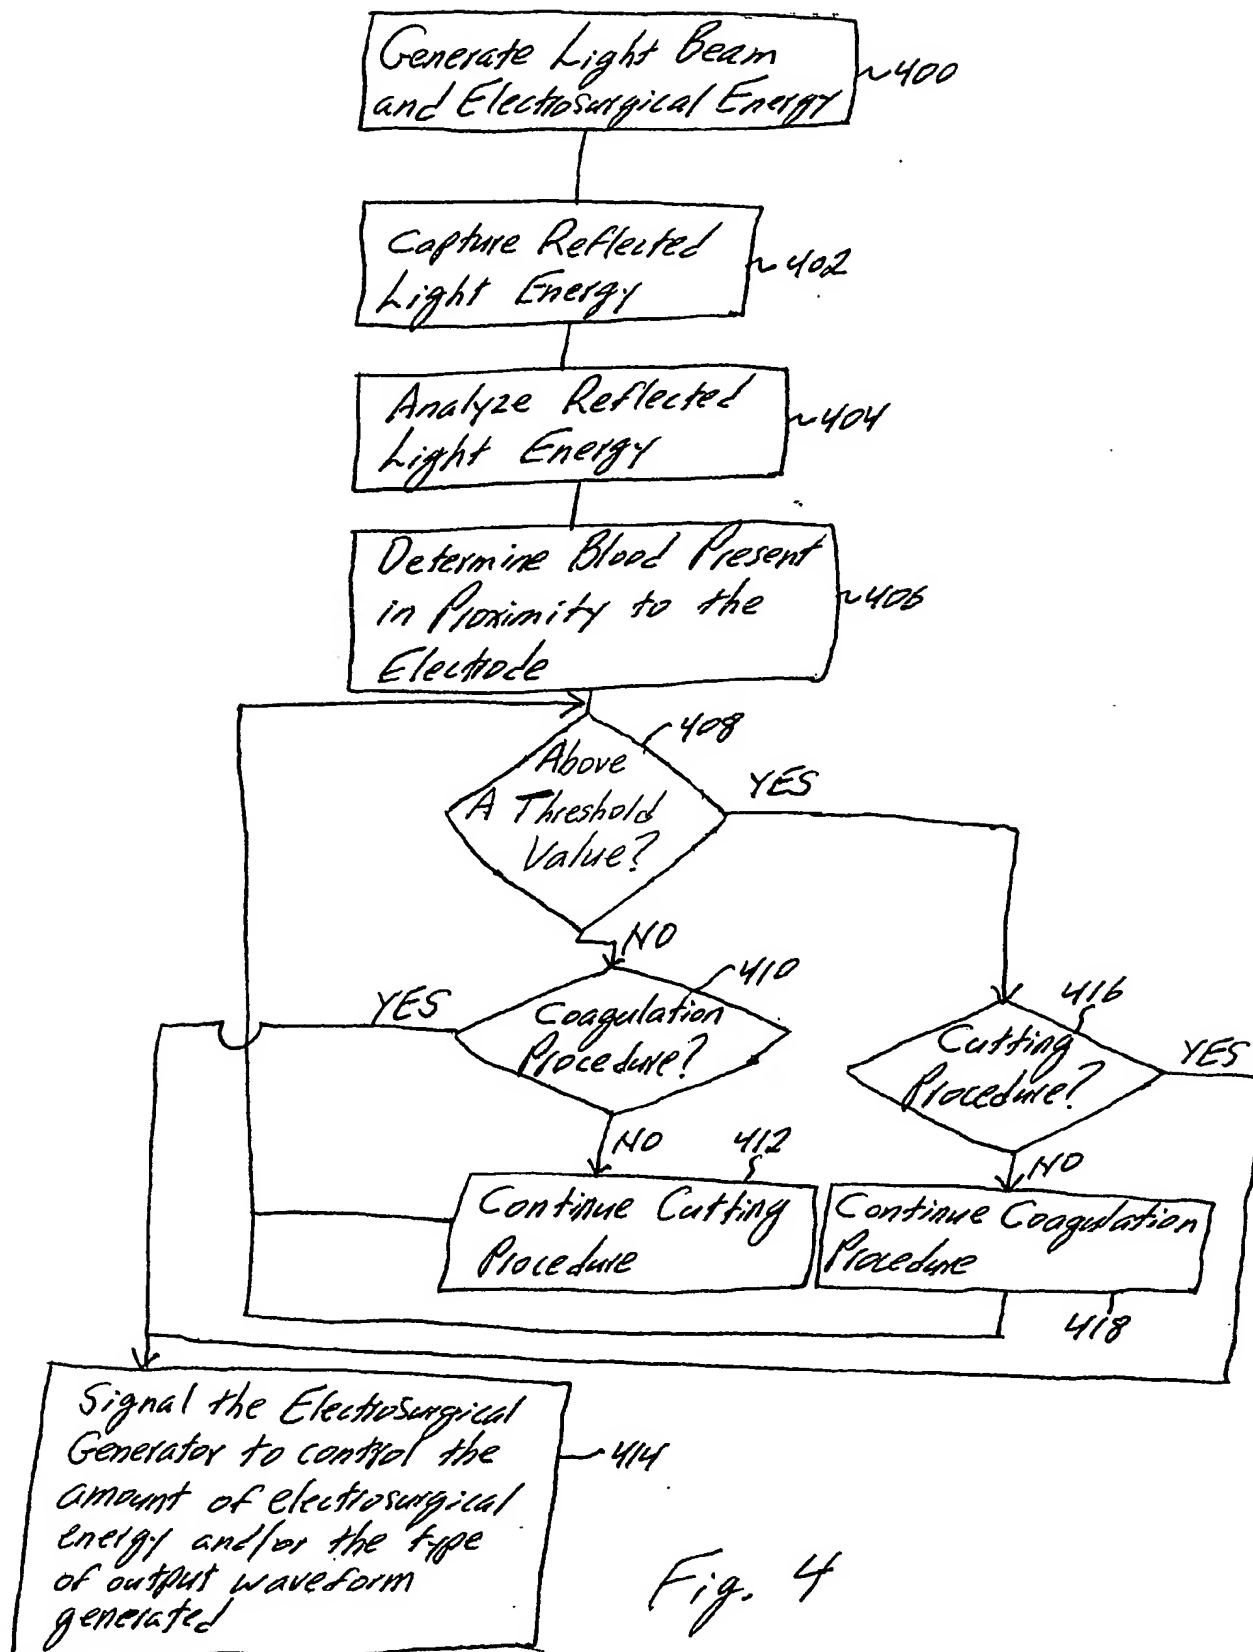 Generate Light Beam
and Electrosurgical Energy
~400
Capture Reflected
Light Energy
~402
Analyze Reflected
Light Energy
~404
Determine Blood Present
in Proximity to the
Electrode
~406
408
Above
A Threshold
Value?
YES
NO
410
YES
Coagulation
Procedure?
416
Cutting
Procedure?
YES
NO
412
NO
Continue Cutting
Procedure
Continue Coagulation
Procedure
418
Signal the Electrosurgical
Generator to control the
amount of electrosurgical
energy and/or the type
of output waveform
generated
414
Fig. 4